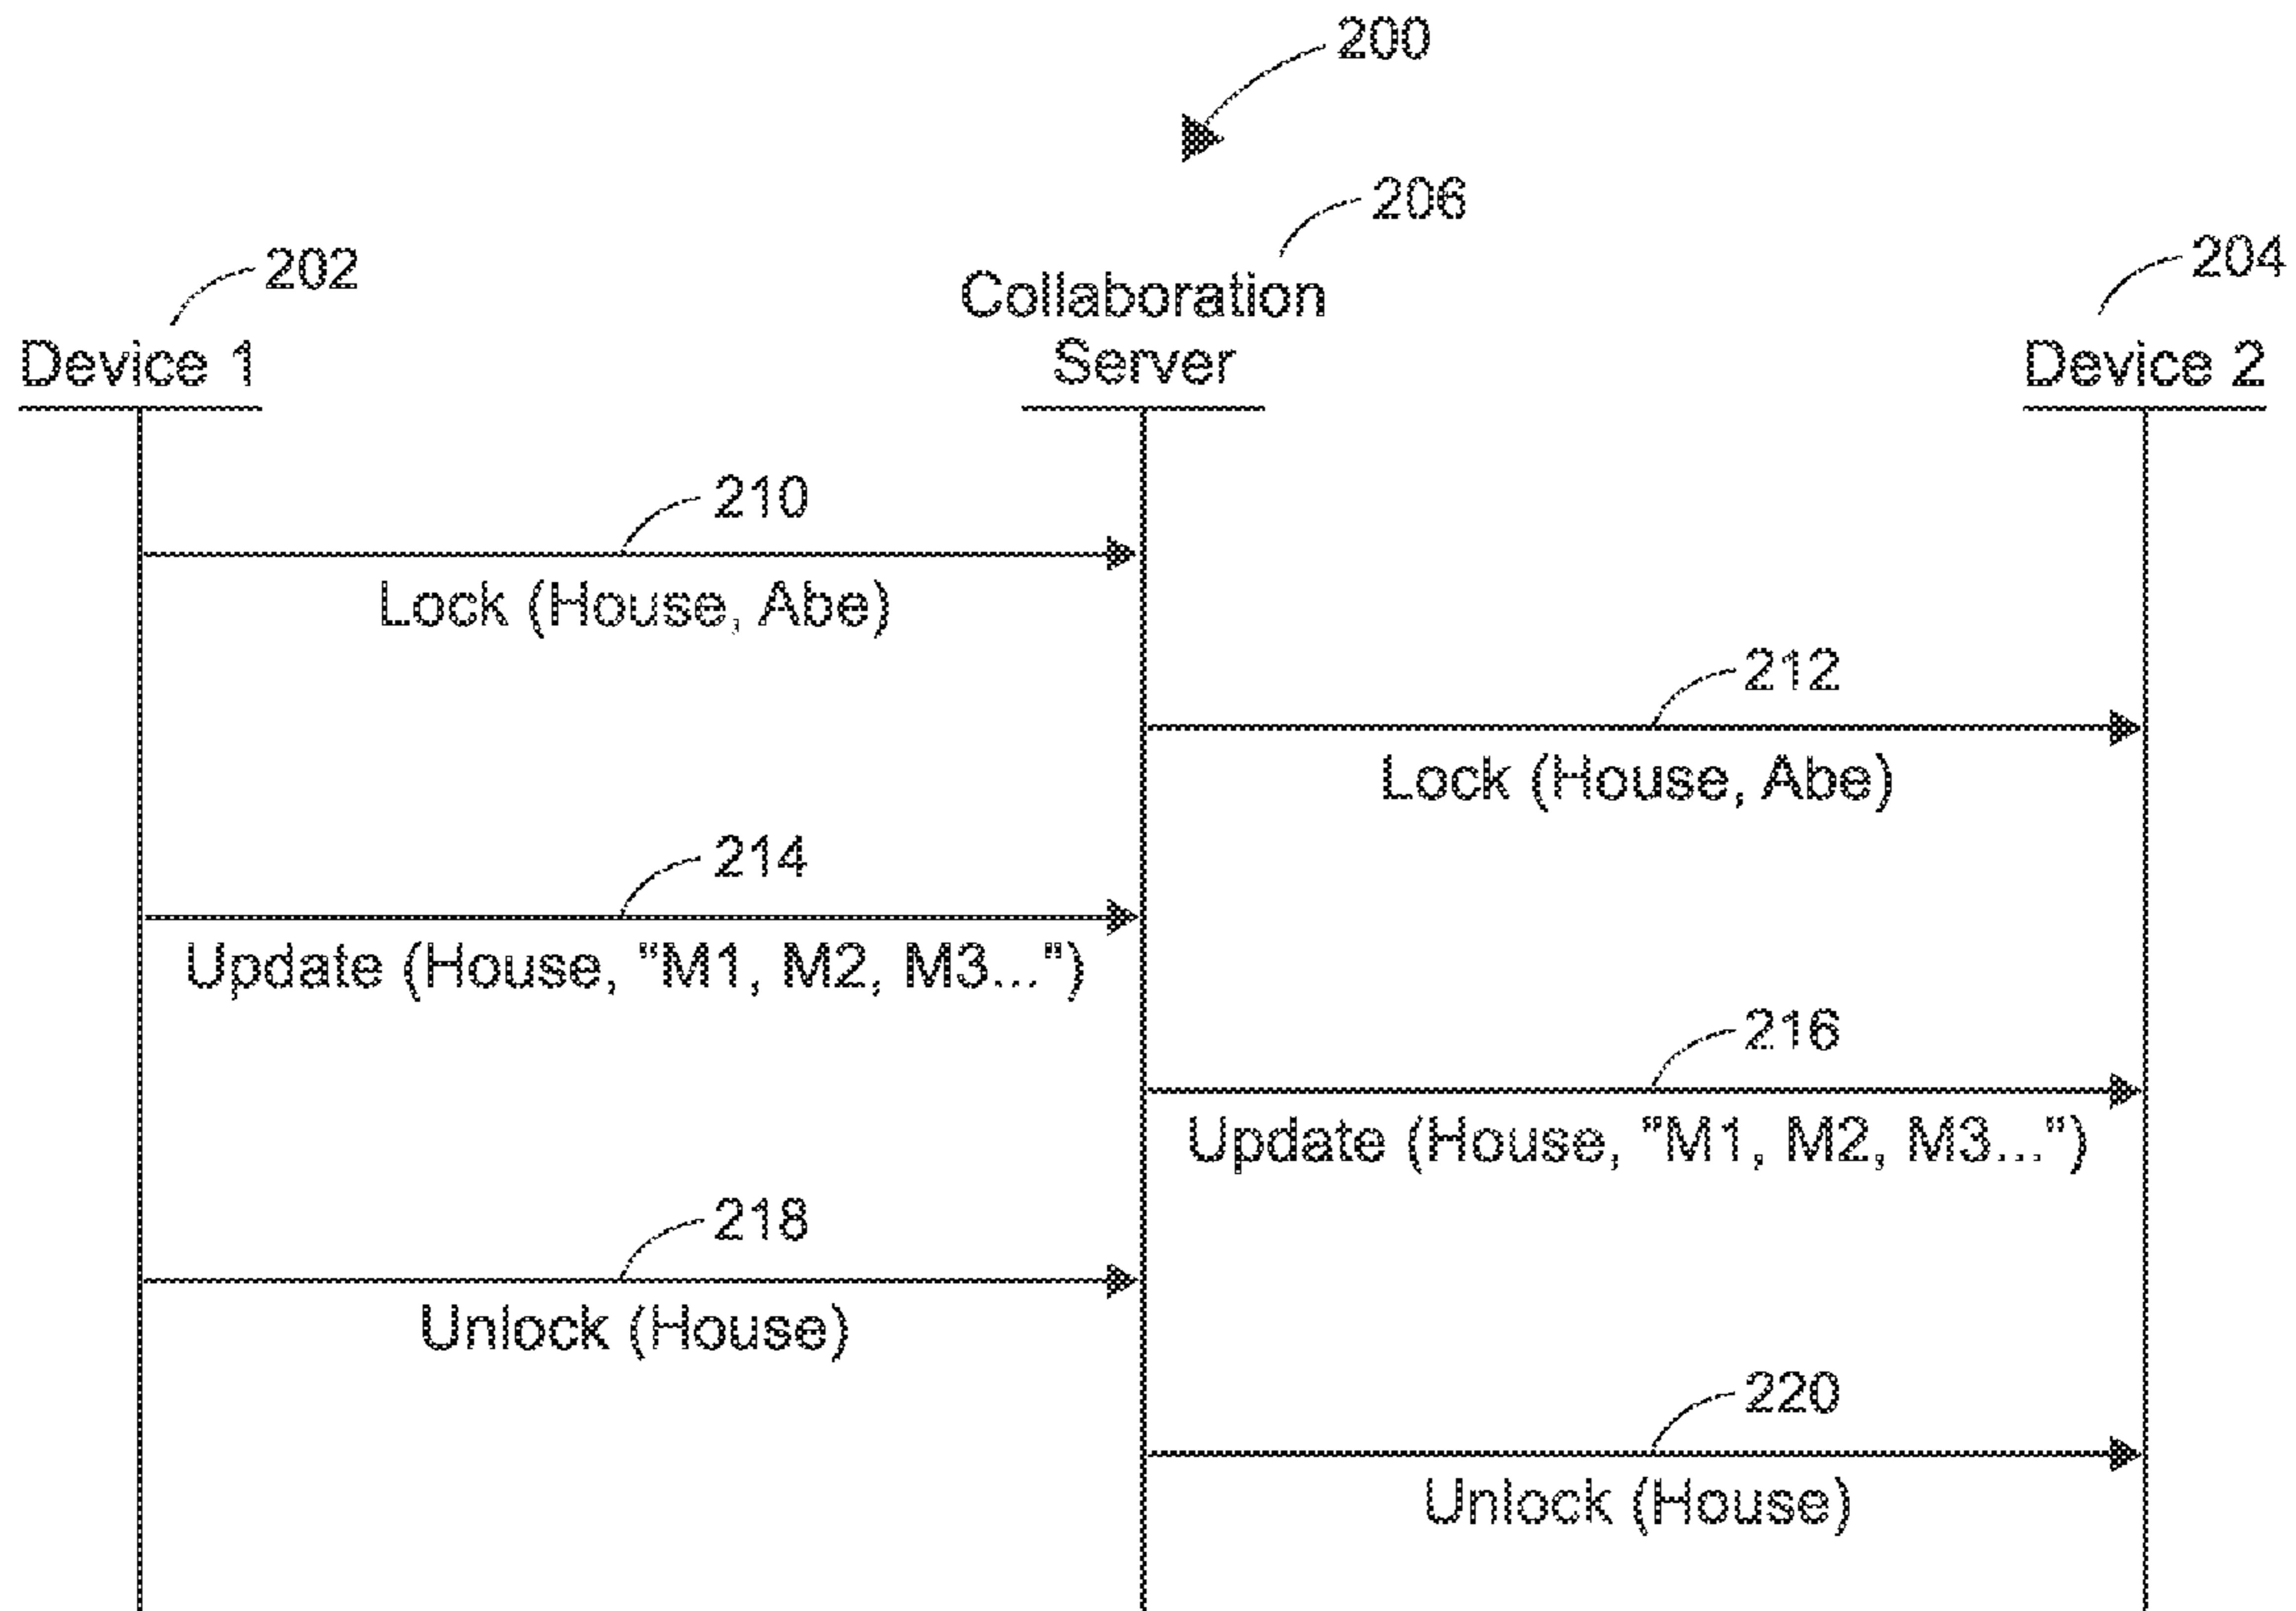 200
206
202
204
Collaboration
Server
Device 1
Device 2
210
Lock (House, Abe)
212
Lock (House, Abe)
214
Update (House, "M1, M2, M3...")
216
Update (House, "M1, M2, M3...")
218
Unlock (House)
220
Unlock (House)